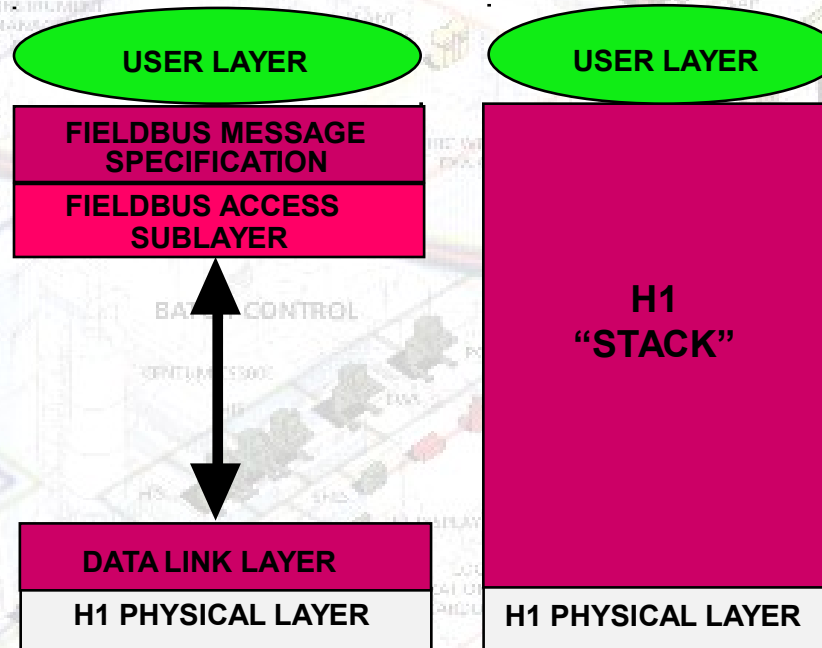 USER LAYER
FIELDBUS MESSAGE
SPECIFICATION
FIELDBUS ACCESS
SUBLAYER
BATCH CONTROL
DATA LINK LAYER
H1 PHYSICAL LAYER
USER LAYER
H1
“STACK”
H1 PHYSICAL LAYER